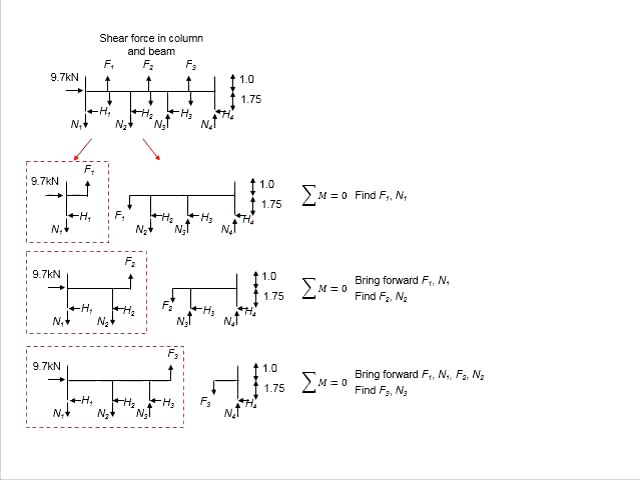 Shear force in column
and beam
F₁ F₂ F₃
9.7kN 1.0
1.75
H₁ H₂ H₃ H₄
N₁ N₂ N₃ N₄
F₁
9.7kN 1.0
1.75
H₁ F₁ H₂ H₃ H₄
N₁ N₂ N₃ N₄
∑ M = 0 Find F₁, N₁
F₂
9.7kN 1.0
1.75
H₁ H₂ F₂ H₃ H₄
N₁ N₂ N₃ N₄
∑ M = 0 Bring forward F₁, N₁
Find F₂, N₂
F₃
9.7kN 1.0
1.75
H₁ H₂ H₃ F₃ H₄
N₁ N₂ N₃ N₄
∑ M = 0 Bring forward F₁, N₁, F₂, N₂
Find F₃, N₃